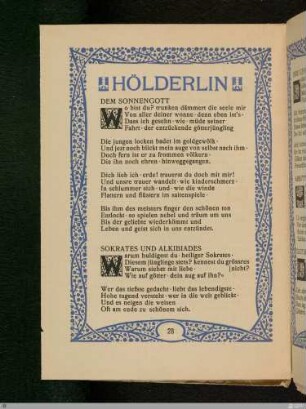 HÖLDERLIN
DEM SONNENGOTT
Wo bist du? trunken dämmert die seele mir
Von aller deiner wonne · denn eben ist's ·
Dass ich gesehn · wie · müde seiner
Fahrt · der entzückende götterjüngling
Die jungen locken badet im goldgewölk ·
Und jezt noch blickt mein auge von selbst nach ihm ·
Doch fern ist er zu frommen völkern ·
Die ihn noch ehren · hinweggegangen.
Dich lieb ich · erde! trauerst du doch mit mir!
Und unsre trauer wandelt · wie kinderschmerz ·
In schlummer sich · und · wie die winde
Flattern und flüstern im saitenspiele ·
Bis ihm des meisters finger den schönen ton
Entlockt · so spielen nebel und träum um uns
Bis der geliebte wiederkömmt und
Leben und geist sich in uns entzündet.
SOKRATES UND ALKIBIADES
Warum huldigest du · heiliger Sokrates ·
Diesem jünglinge stets? kennest du grösseres
Warum siehet mit liebe · [nicht?
Wie auf götter · dein aug auf ihn?«
Wer das tiefste gedacht · liebt das lebendigste ·
Hohe tugend versteht · wer in die welt geblickt ·
Und es neigen die weisen
Oft am ende zu schönem sich.
28